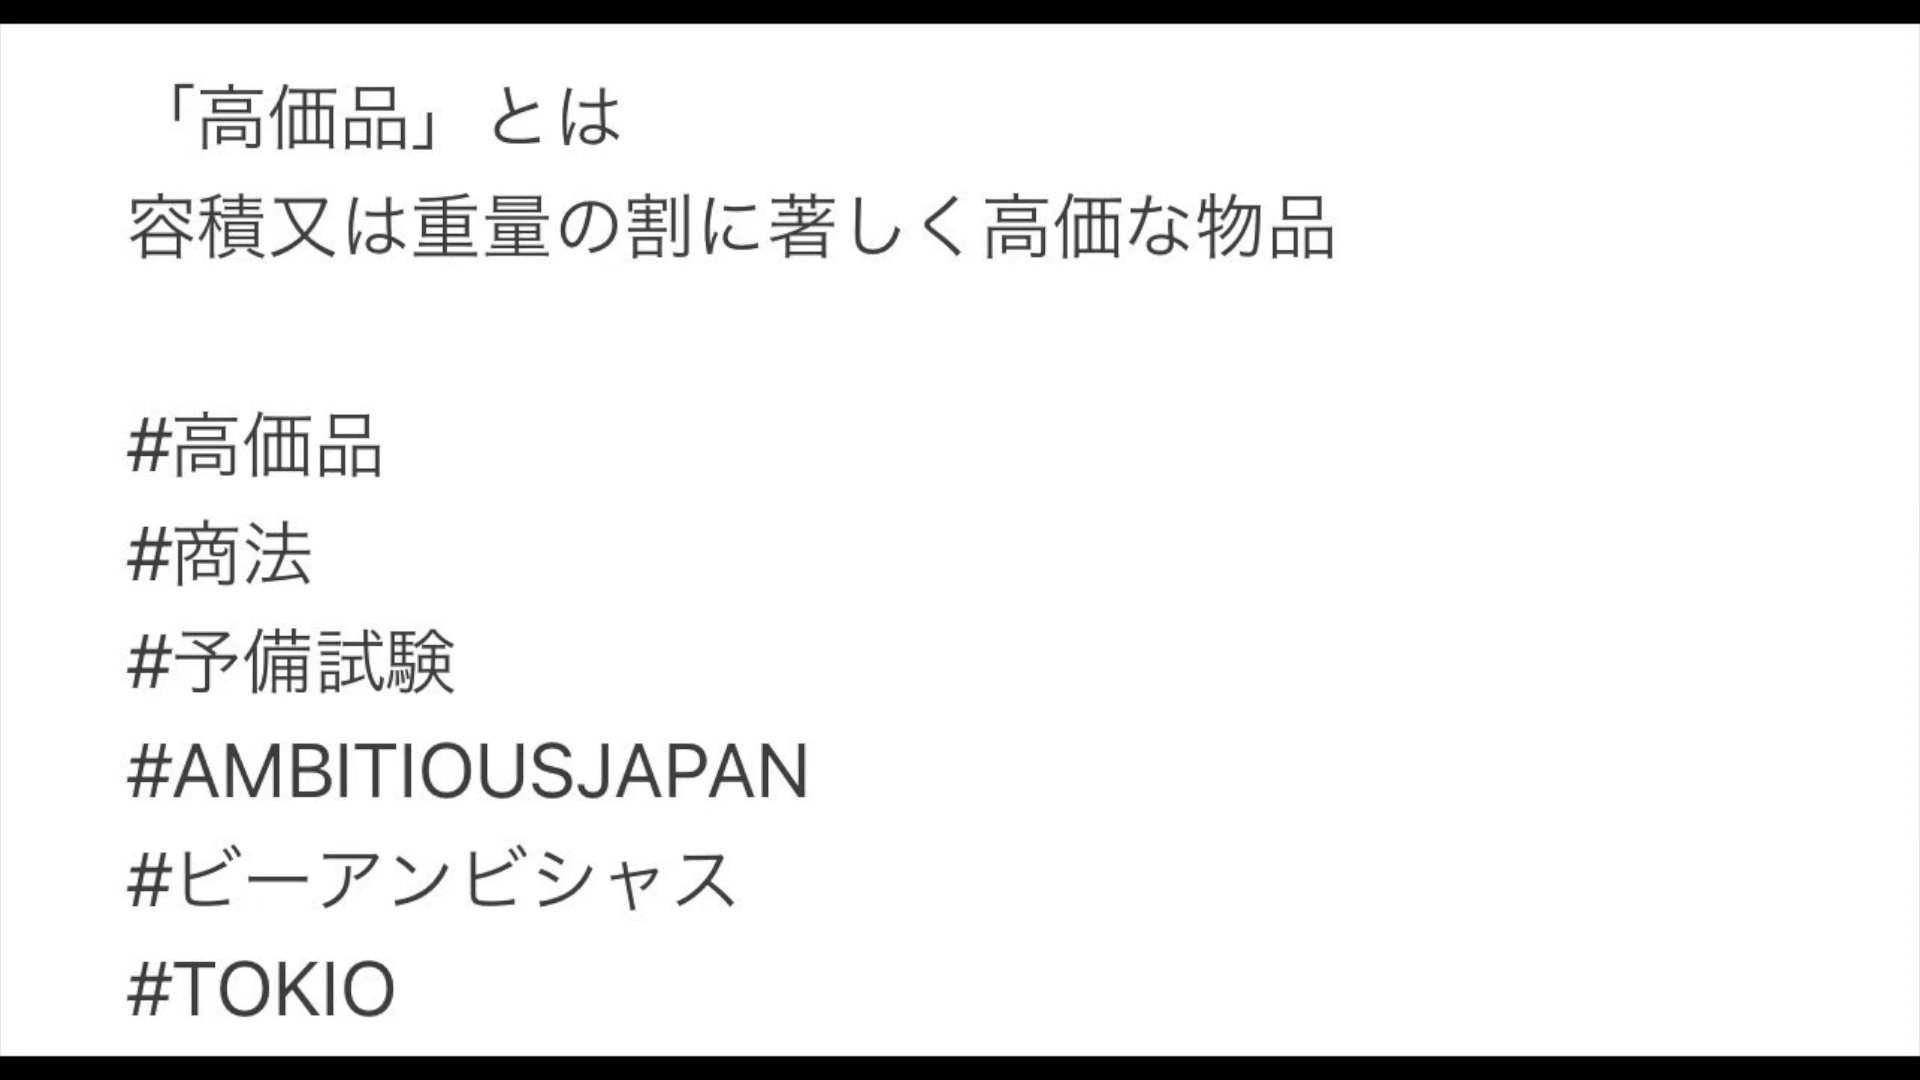 「高価品」とは
容積又は重量の割に著しく高価な物品
#高価品
#商法
#予備試験
#AMBITIOUSJAPAN
#ビーアンビシャス
#TOKIO